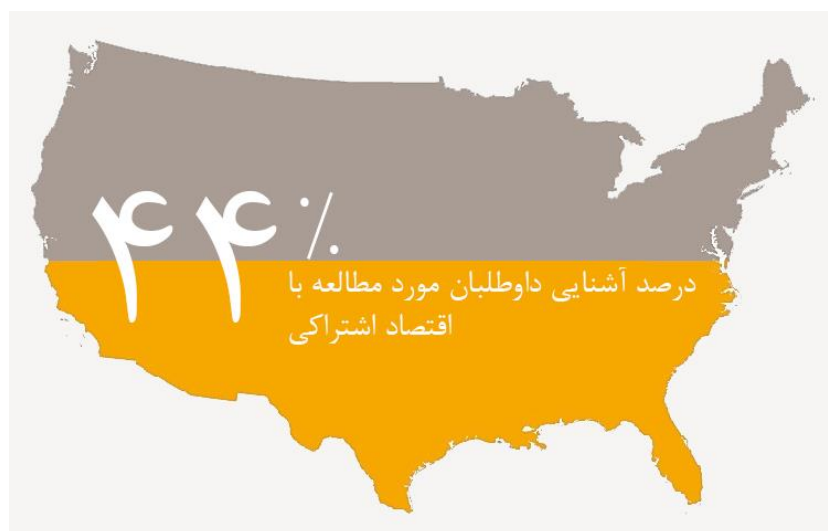 ۴۴٪
درصد آشنایی داوطلبان مورد مطالعه با
اقتصاد اشتراکی